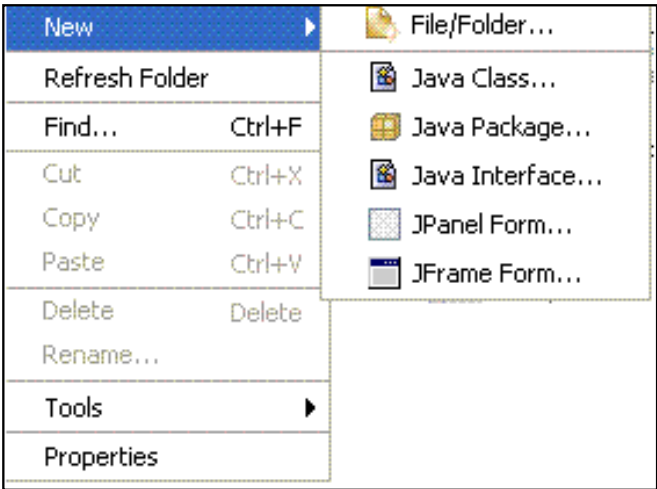 New
Refresh Folder
Find... Ctrl+F
Cut Ctrl+X
Copy Ctrl+C
Paste Ctrl+V
Delete Delete
Rename...
Tools
Properties
File/Folder...
Java Class...
Java Package...
Java Interface...
JPanel Form...
JFrame Form...